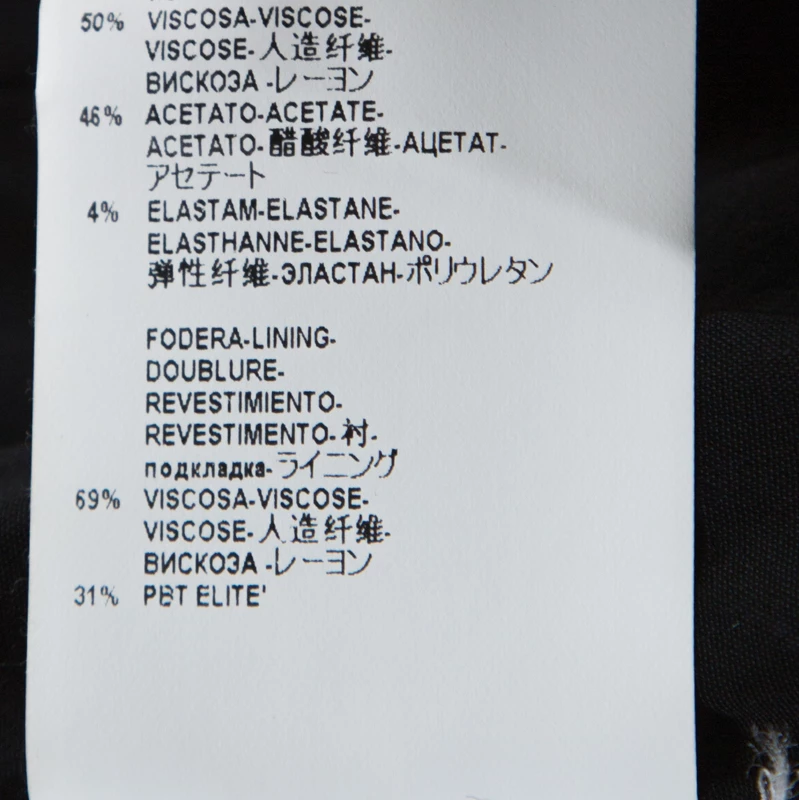 50% VISCOSA-VISCOSE-
VISCOSE-人造纤维-
ВИСКОЗА -レーヨン
46% ACETATO-ACETATE-
ACETATO-醋酸纤维-АЦЕТАТ-
アセテート
4% ELASTAM-ELASTANE-
ELASTHANNE-ELASTANO-
弹性纤维-ЭЛАСТАН-ポリウレタン
FODERA-LINING-
DOUBLURE-
REVESTIMIENTO-
REVESTIMENTO-衬-
подкладка-ライニング
69% VISCOSA-VISCOSE-
VISCOSE-人造纤维-
ВИСКОЗА -レーヨン
31% PBT ELITE'